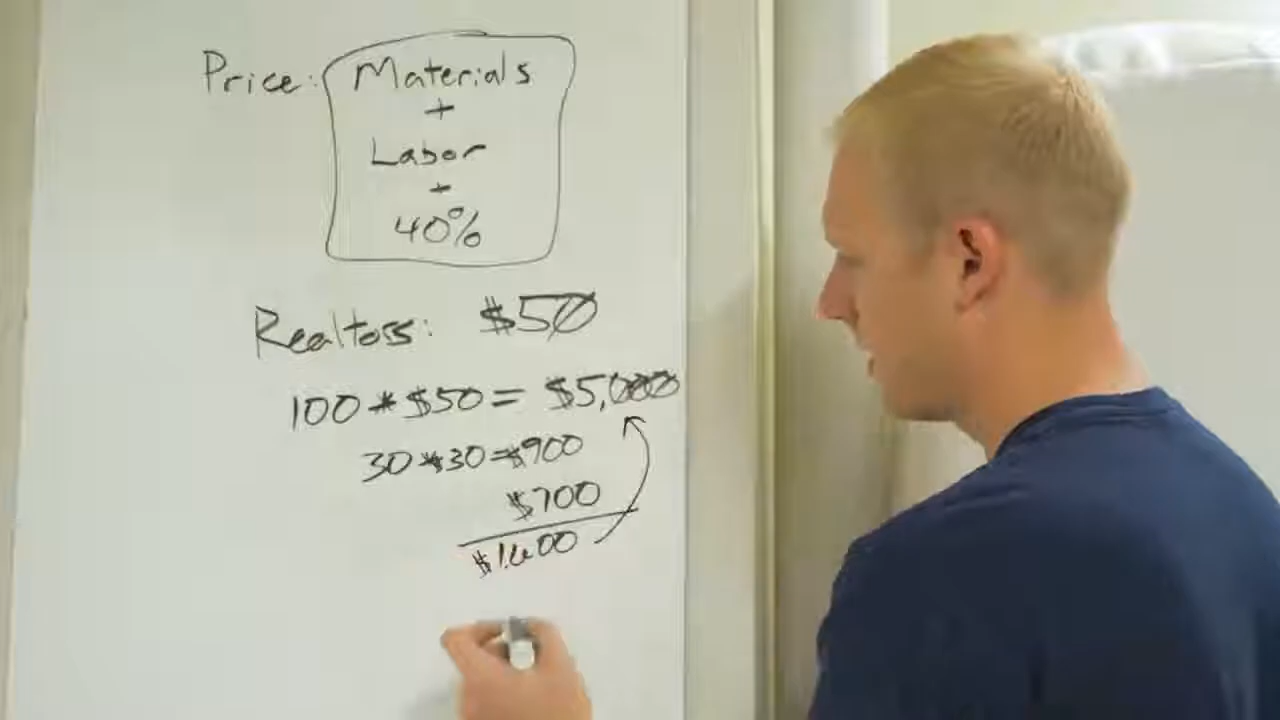 Price: Materials
+
Labor
+
40%
Realtors: $50
100 * $50 = $5,000
30 * 30 = $900
$700
$1,600